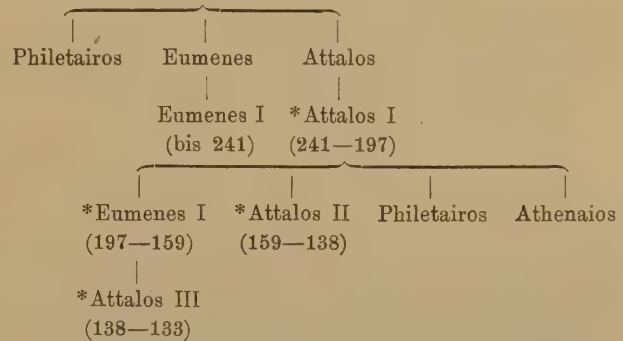 Philetairos Eumenes Attalos
Eumenes I *Attalos I
(bis 241) (241—197)
*Eumenes I *Attalos II Philetairos Athenaios
(197—159) (159—138)
*Attalos III
(138—133)